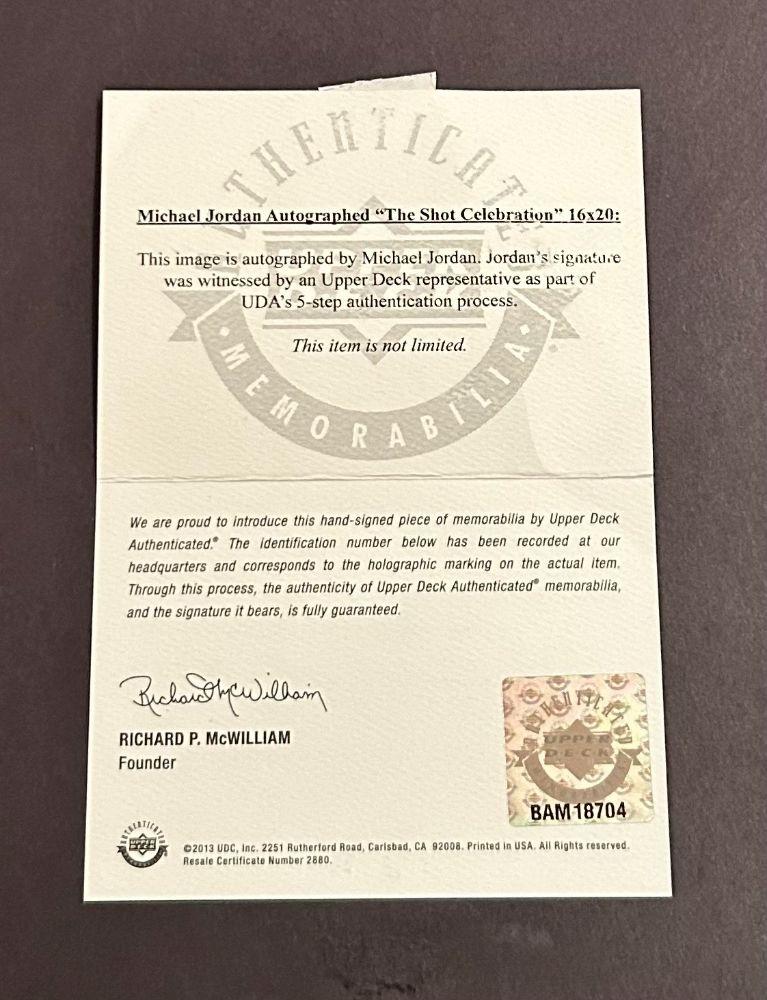 AUTHENTICATED
Michael Jordan Autographed “The Shot Celebration” 16x20:
This image is autographed by Michael Jordan. Jordan’s signature
was witnessed by an Upper Deck representative as part of
UDA’s 5-step authentication process.
This item is not limited.
MEMORABILIA
We are proud to introduce this hand-signed piece of memorabilia by Upper Deck
Authenticated.® The identification number below has been recorded at our
headquarters and corresponds to the holographic marking on the actual item.
Through this process, the authenticity of Upper Deck Authenticated® memorabilia,
and the signature it bears, is fully guaranteed.
Richard McWilliam
RICHARD P. McWILLIAM
Founder
AUTHENTICATED
UPPER
DECK
BAM18704
AUTHENTICATED
©2013 UDC, Inc. 2251 Rutherford Road, Carlsbad, CA 92008. Printed in USA. All Rights reserved.
Resale Certificate Number 2880.